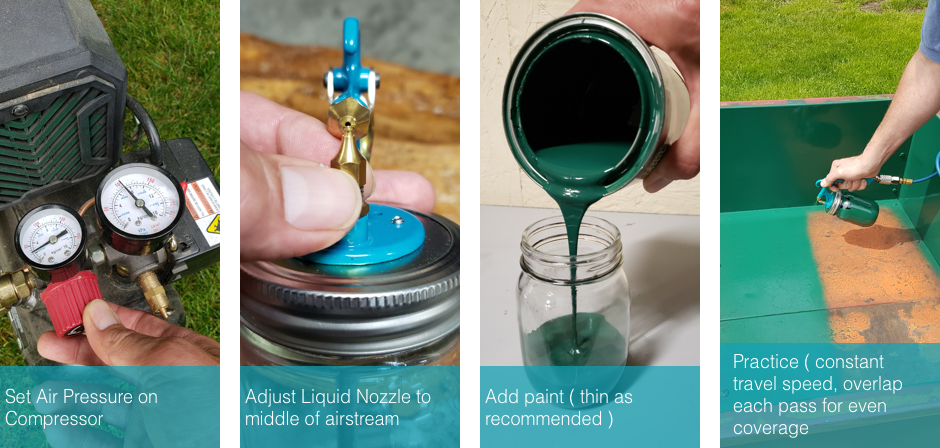 Set Air Pressure on
Compressor
Adjust Liquid Nozzle to
middle of airstream
Add paint ( thin as
recommended )
Practice ( constant
travel speed, overlap
each pass for even
coverage